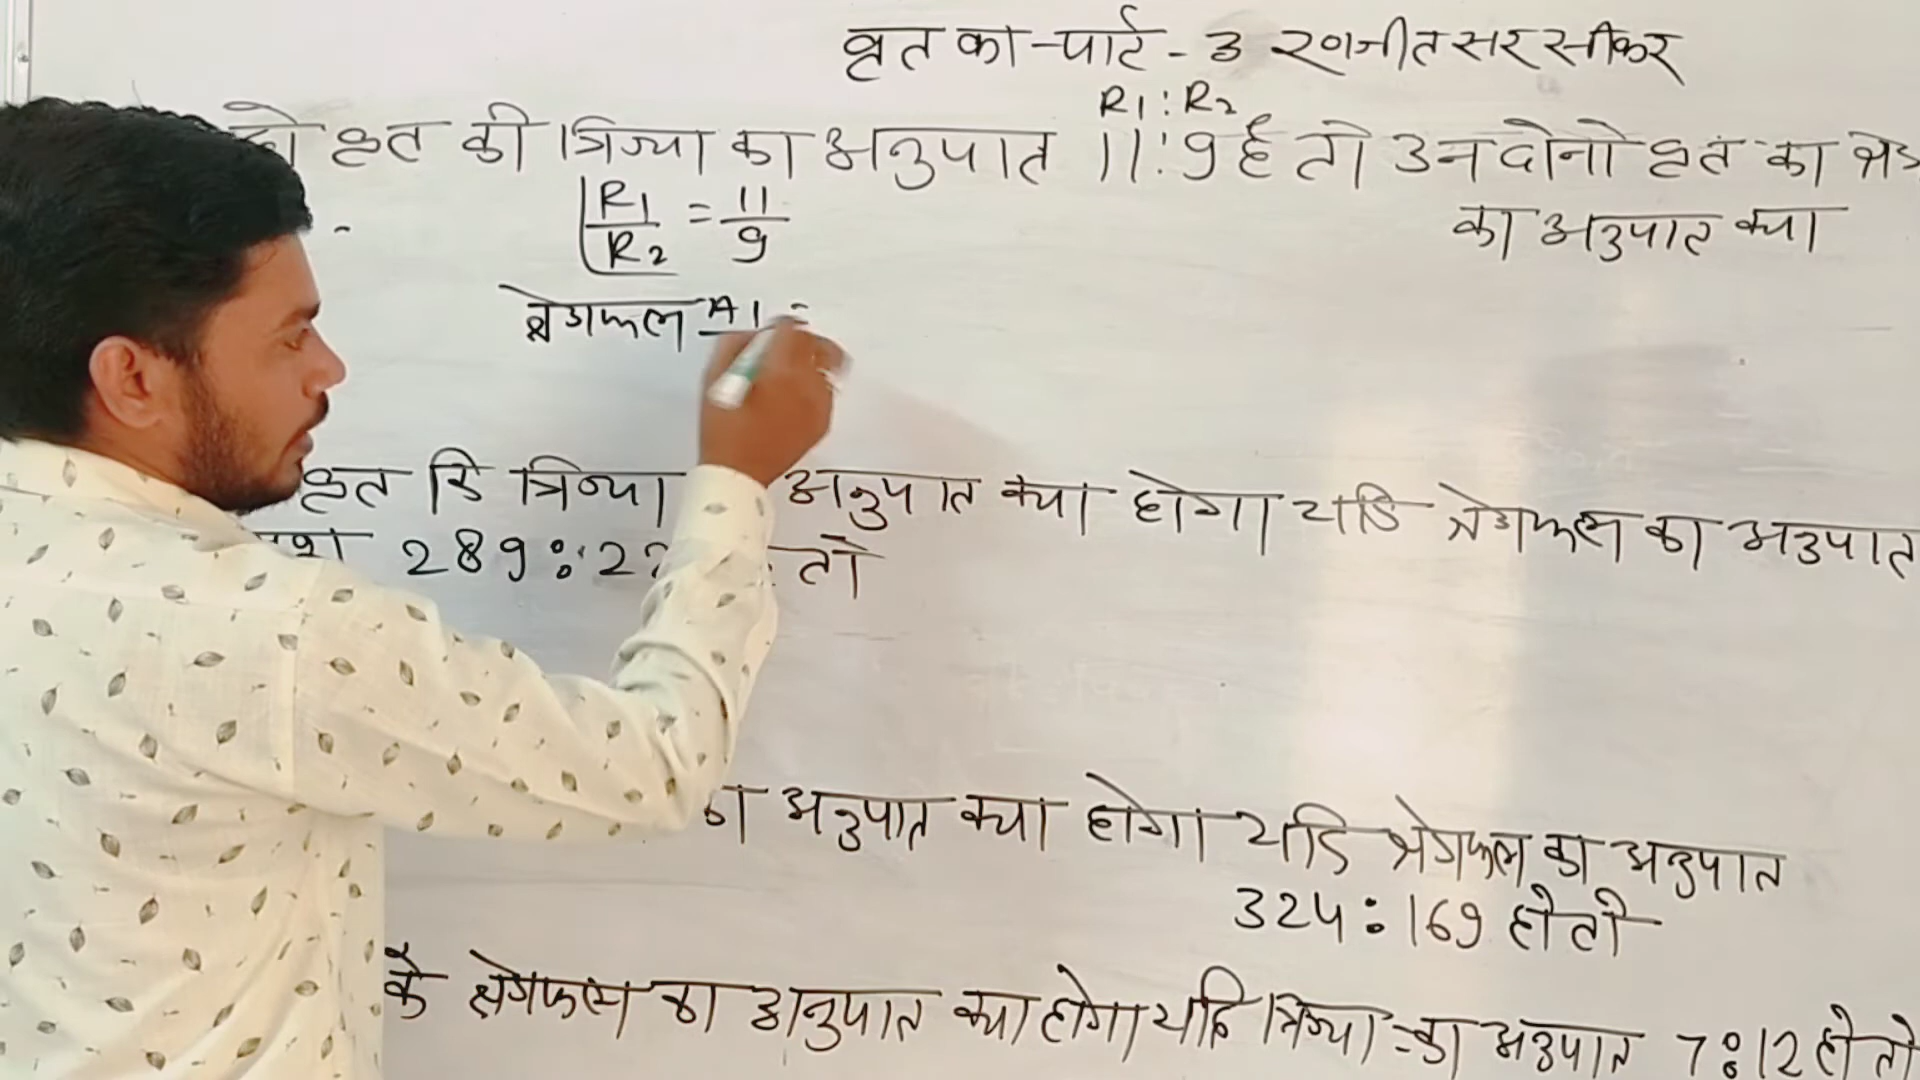 वृत का - पार्ट - 3 रणजीत सर सीकर
R1 : R2
वृत की त्रिज्या का अनुपात 11:9 है तो उन दोनो वृत का
का अनुपात क्या
R1/R2 = 11/9
क्षेत्रफल A1 =
वृत कि त्रिज्या अनुपात क्या होगा यदि क्षेत्रफल का अनुपात
289 : 22 तो
का अनुपात क्या होगा यदि क्षेत्रफल का अनुपात
324 : 169 हो तो
के क्षेत्रफल का अनुपात क्या होगा यदि त्रिज्या का अनुपात 7:12 हो तो